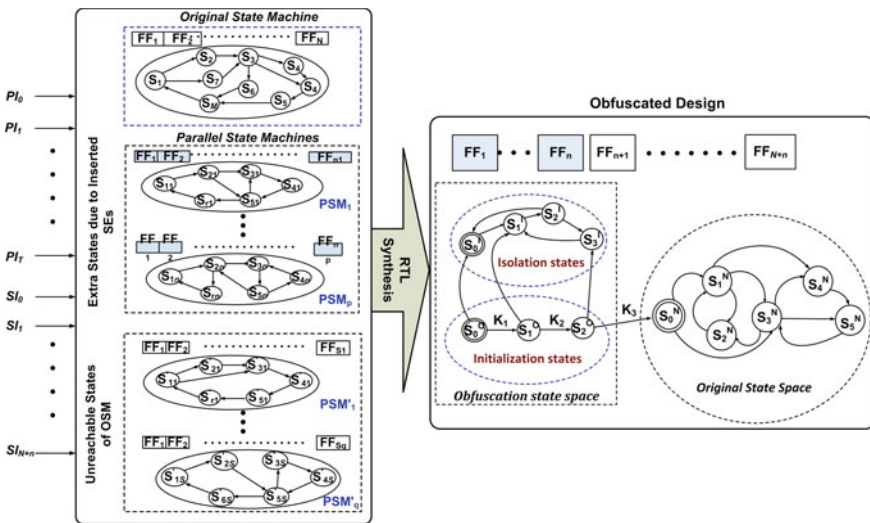 Original State Machine
FF1 FF2 FFN
S1 S2 S3 S4 S4 S5 S6 S7 SM
PI0
PI1
PIT
SI0
SI1
SIN+n
Extra States due to Inserted SEs
Parallel State Machines
FF1 FF2 FFn1
S11 S21 S31 S41 S51 Sr1
PSM1
FF1 FF2 FFnp
S1p S2p S3p S4p S5p Srp
PSMp
Unreachable States of OSM
FF1 FF2 FFS1
S11 S21 S31 S41 S51 Sr1
PSM'1
FF1 FF2 FFSq
S1S S2S S3S S4S S5S S6S
PSM'q
RTL Synthesis
Obfuscated Design
FF1 FFn FFn+1 FFN+n
S0I S1I S2I S3I
Isolation states
S0O K1 S1O K2 S2O K3
Initialization states
Obfuscation state space
S0N S1N S2N S3N S4N S5N
Original State Space